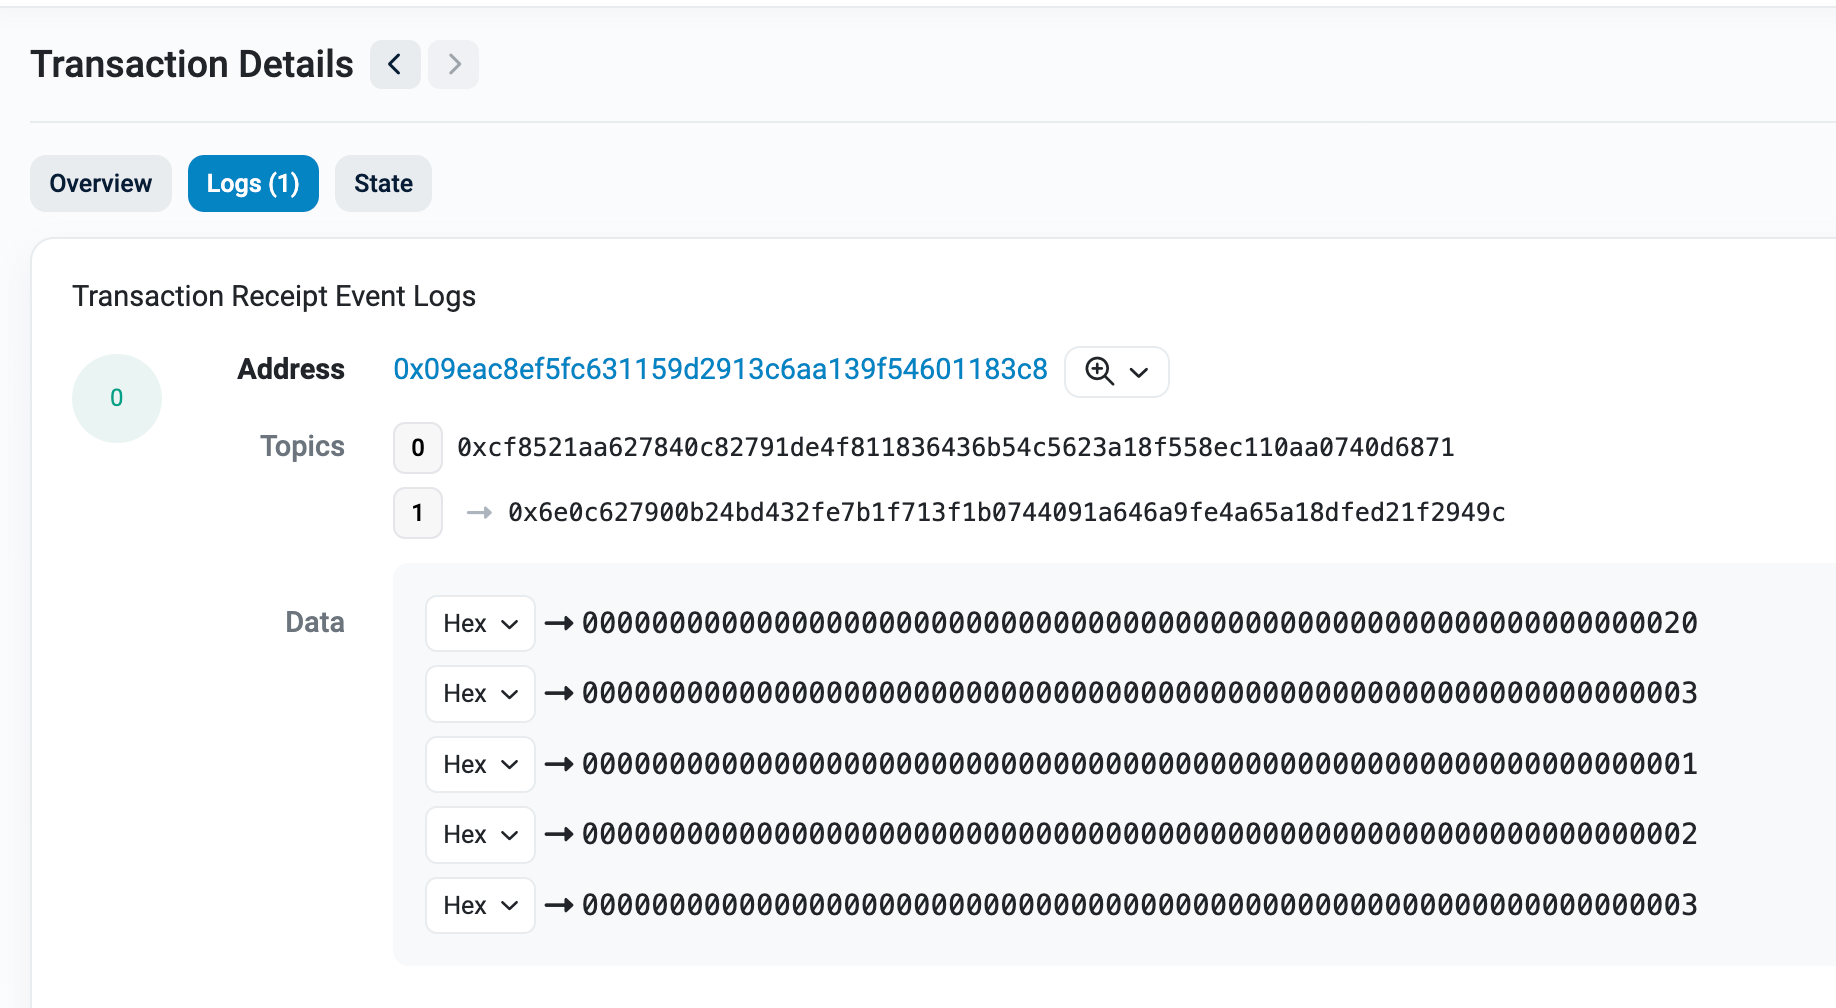 Transaction Details
Overview
Logs (1)
State
Transaction Receipt Event Logs
0
Address 0x09eac8ef5fc631159d2913c6aa139f54601183c8
Topics 0 0xcf8521aa627840c82791de4f811836436b54c5623a18f558ec110aa0740d6871
1 → 0x6e0c627900b24bd432fe7b1f713f1b0744091a646a9fe4a65a18dfed21f2949c
Data Hex → 0000000000000000000000000000000000000000000000000000000000000020
Hex → 0000000000000000000000000000000000000000000000000000000000000003
Hex → 0000000000000000000000000000000000000000000000000000000000000001
Hex → 0000000000000000000000000000000000000000000000000000000000000002
Hex → 0000000000000000000000000000000000000000000000000000000000000003